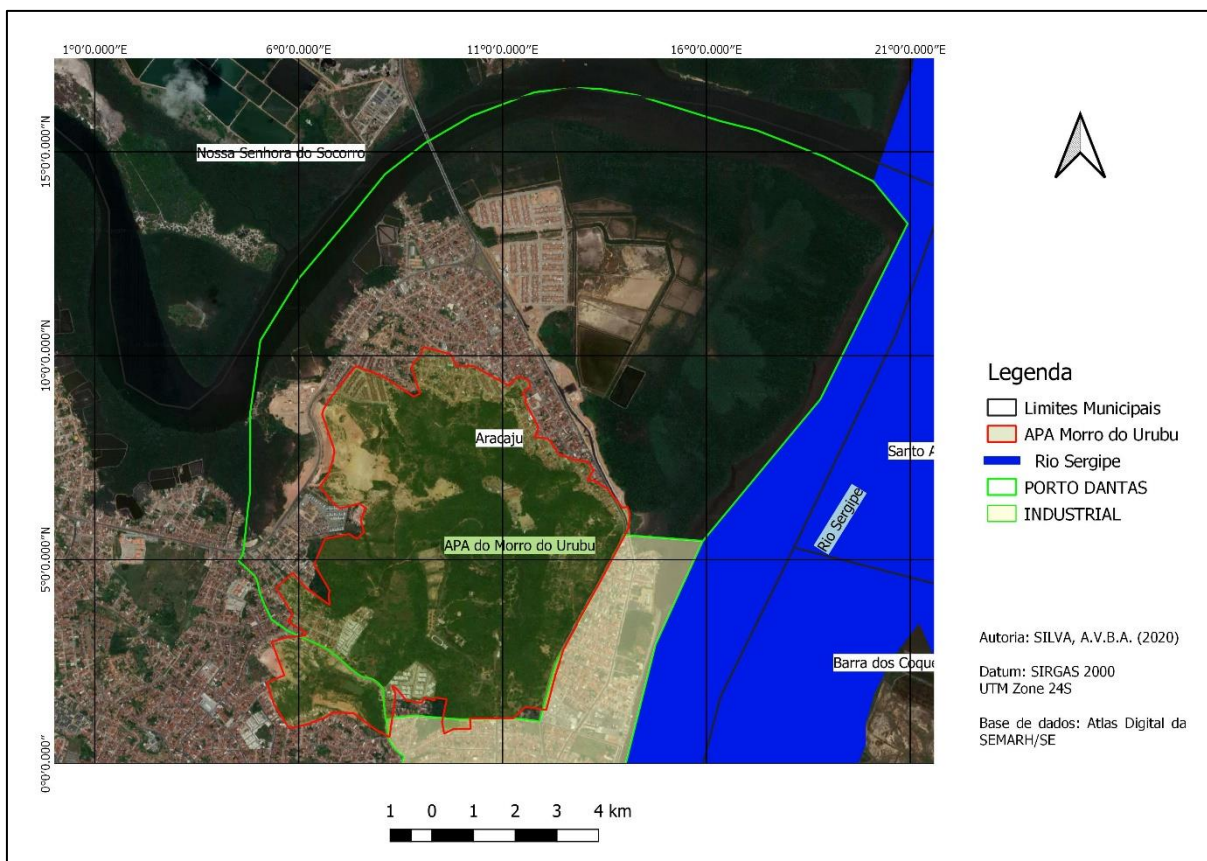 1°0'0.000"E 6°0'0.000"E 11°0'0.000"E 16°0'0.000"E 21°0'0.000"E
15°0'0.000"N
10°0'0.000"N
5°0'0.000"N
0°0'0.000"N
Nossa Senhora do Socorro
Aracaju
APA do Morro do Urubu
Santo A
Rio Sergipe
Barra dos Coque
Legenda
Limites Municipais
APA Morro do Urubu
Rio Sergipe
PORTO DANTAS
INDUSTRIAL
Autoria: SILVA, A.V.B.A. (2020)
Datum: SIRGAS 2000
UTM Zone 24S
Base de dados: Atlas Digital da
SEMARH/SE
1 0 1 2 3 4 km